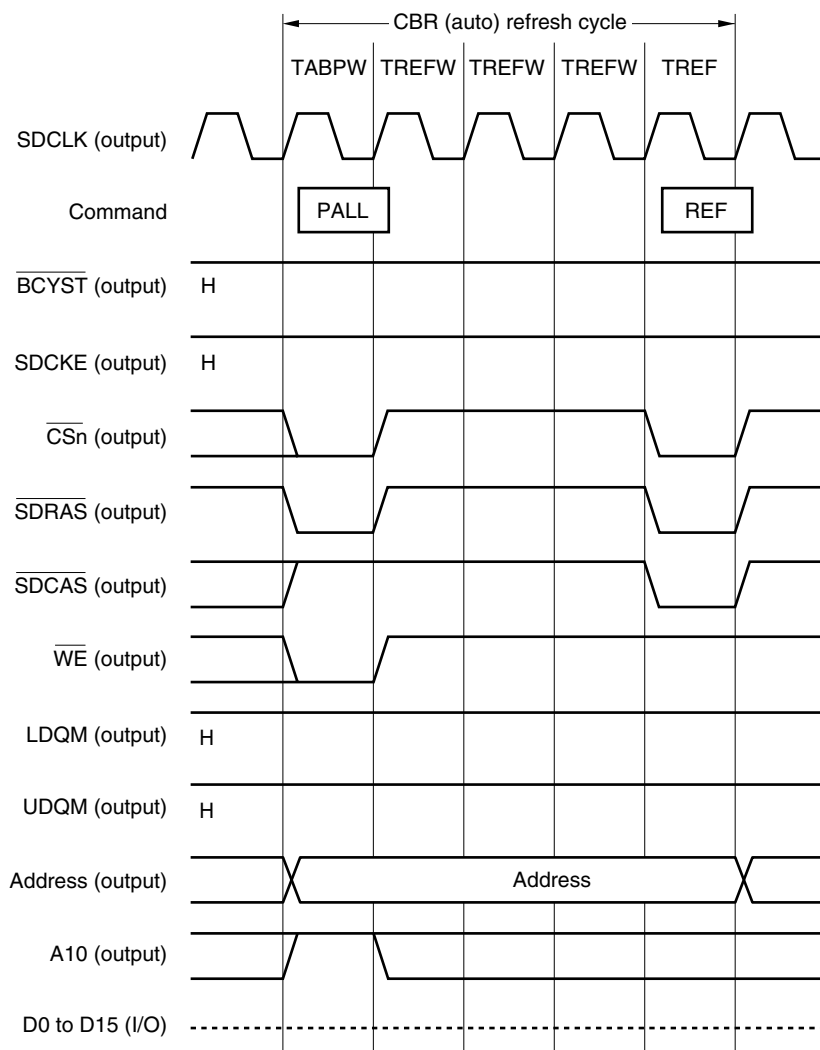 CBR (auto) refresh cycle
TABPW TREFW TREFW TREFW TREF
SDCLK (output)
Command PALL REF
BCYST (output) H
SDCKE (output) H
CSn (output)
SDRAS (output)
SDCAS (output)
WE (output)
LDQM (output) H
UDQM (output) H
Address (output) Address
A10 (output)
D0 to D15 (I/O)